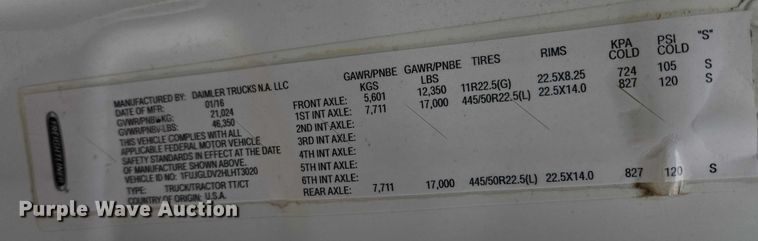 FREIGHTLINER
MANUFACTURED BY: DAIMLER TRUCKS N.A. LLC
DATE OF MFR: 01/16
GVWR/PNBV-KG: 21,024
GVWR/PNBV-LBS: 46,350
THIS VEHICLE COMPLIES WITH ALL
APPLICABLE FEDERAL MOTOR VEHICLE
SAFETY STANDARDS IN EFFECT AT THE DATE
OF MANUFACTURE SHOWN ABOVE.
VEHICLE ID NO: 1FUJGLDV2HLHT3020
TYPE: TRUCK/TRACTOR TT/CT
COUNTRY OF ORIGIN: U.S.A.
GAWR/PNBE GAWR/PNBE TIRES RIMS KPA PSI "S"
KGS LBS COLD COLD
FRONT AXLE: 5,601 12,350 11R22.5(G) 22.5X8.25 724 105 S
1ST INT AXLE: 7,711 17,000 445/50R22.5(L) 22.5X14.0 827 120 S
2ND INT AXLE:
3RD INT AXLE:
4TH INT AXLE:
5TH INT AXLE:
6TH INT AXLE:
REAR AXLE: 7,711 17,000 445/50R22.5(L) 22.5X14.0 827 120 S
Purple Wave Auction